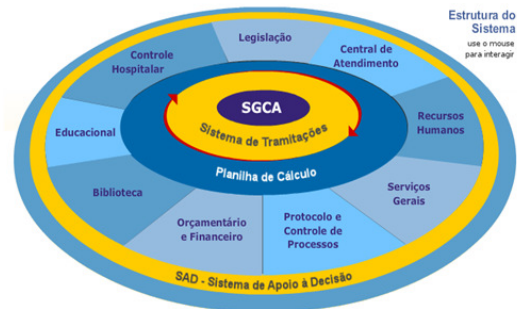 Estrutura do
Sistema
use o mouse
para interagir
Legislação
Controle
Hospitalar
Central de
Atendimento
SGCA
Educacional
Recursos
Humanos
Sistema de Tramitações
Planilha de Cálculo
Biblioteca
Serviços
Gerais
Orçamentário
e Financeiro
Protocolo e
Controle de
Processos
SAD - Sistema de Apoio à Decisão